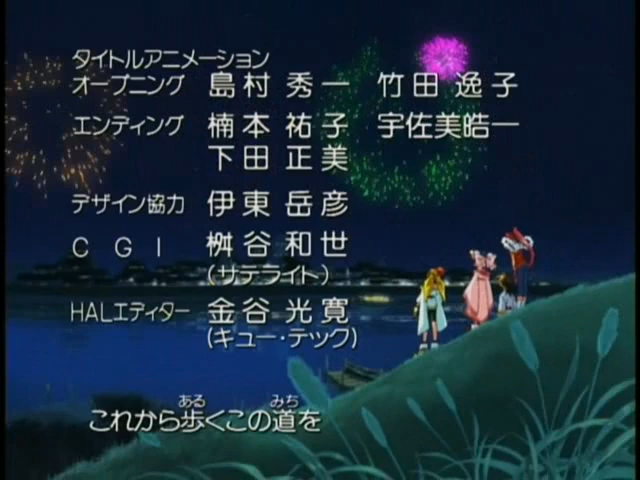 タイトルアニメーション
オープニング 島村 秀一 竹田 逸子
エンディング 楠本 祐子 宇佐美皓一
下田 正美
デザイン協力 伊東 岳彦
CGI 桝谷和世
(サテライト)
HALエディター 金谷 光寛
(キュー・テック)
ある みち
これから歩くこの道を